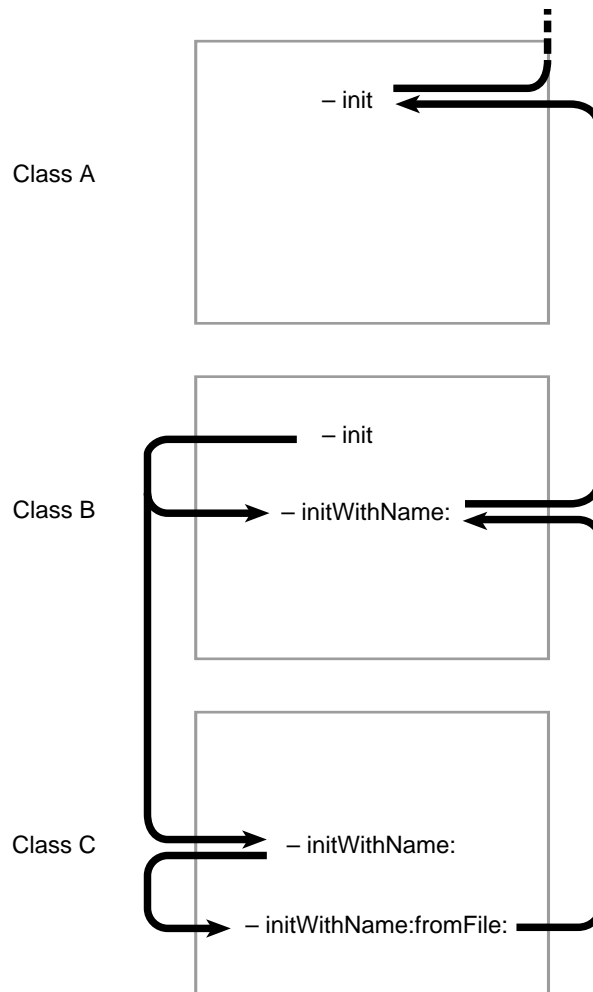 – init
Class A
– init
Class B
– initWithName:
Class C
– initWithName:
– initWithName:fromFile: